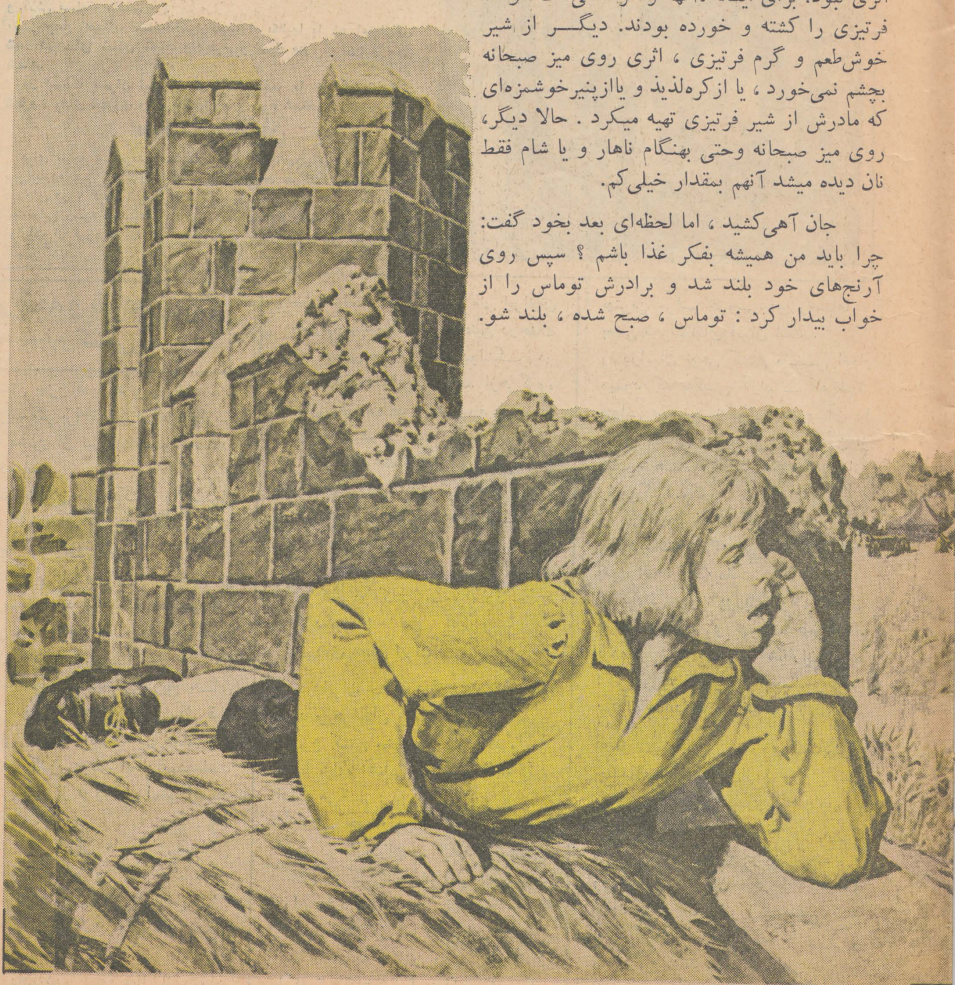 فرتیزی را کشته و خورده بودند. دیگـــر از شیر
خوش‌طعم و گرم فرتیزی ، اثری روی میز صبحانه
بچشم نمی‌خورد ، یا ازکره‌لذیذ و یاازپنیرخوشمزه‌ای
که مادرش از شیر فرتیزی تهیه میکرد . حالا دیگر،
روی میز صبحانه وحتی بهنگام ناهار و یا شام فقط
نان دیده میشد آنهم بمقدار خیلی‌کم.
جان آهی‌کشید ، اما لحظه‌ای بعد بخود گفت:
چرا باید من همیشه بفکر غذا باشم ؟ سپس روی
آرنج‌های خود بلند شد و برادرش توماس را از
خواب بیدار کرد : توماس ، صبح شده ، بلند شو.